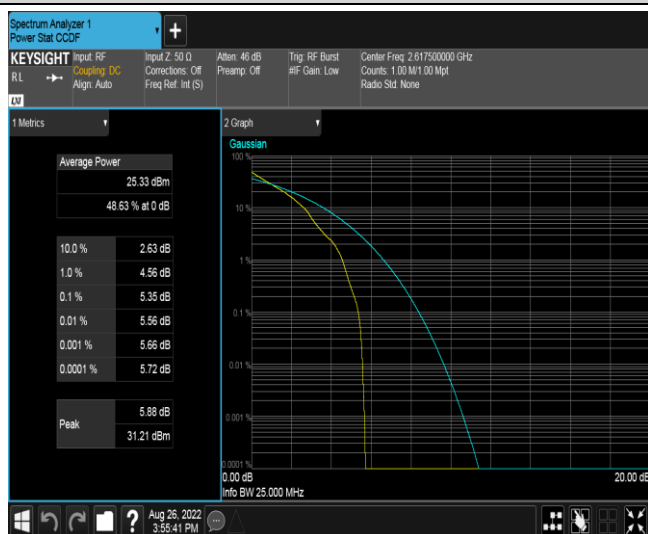 Spectrum Analyzer 1
Power Stat CCDF
+
KEYSIGHT
RL
LXI
Input: RF
Coupling: DC
Align: Auto
Input Z: 50 Ω
Corrections: Off
Freq Ref: Int (S)
Atten: 46 dB
Preamp: Off
Trig: RF Burst
#IF Gain: Low
Center Freq: 2.617500000 GHz
Counts: 1.00 M/1.00 Mpt
Radio Std: None
1 Metrics
Average Power
25.33 dBm
48.63 % at 0 dB
10.0 % 2.63 dB
1.0 % 4.56 dB
0.1 % 5.35 dB
0.01 % 5.56 dB
0.001 % 5.66 dB
0.0001 % 5.72 dB
Peak
5.88 dB
31.21 dBm
2 Graph
Gaussian
100 %
10 %
1 %
0.1 %
0.01 %
0.001 %
0.0001 %
0.00 dB 20.00 dB
Info BW 25.000 MHz
?
Aug 26, 2022
3:55:41 PM